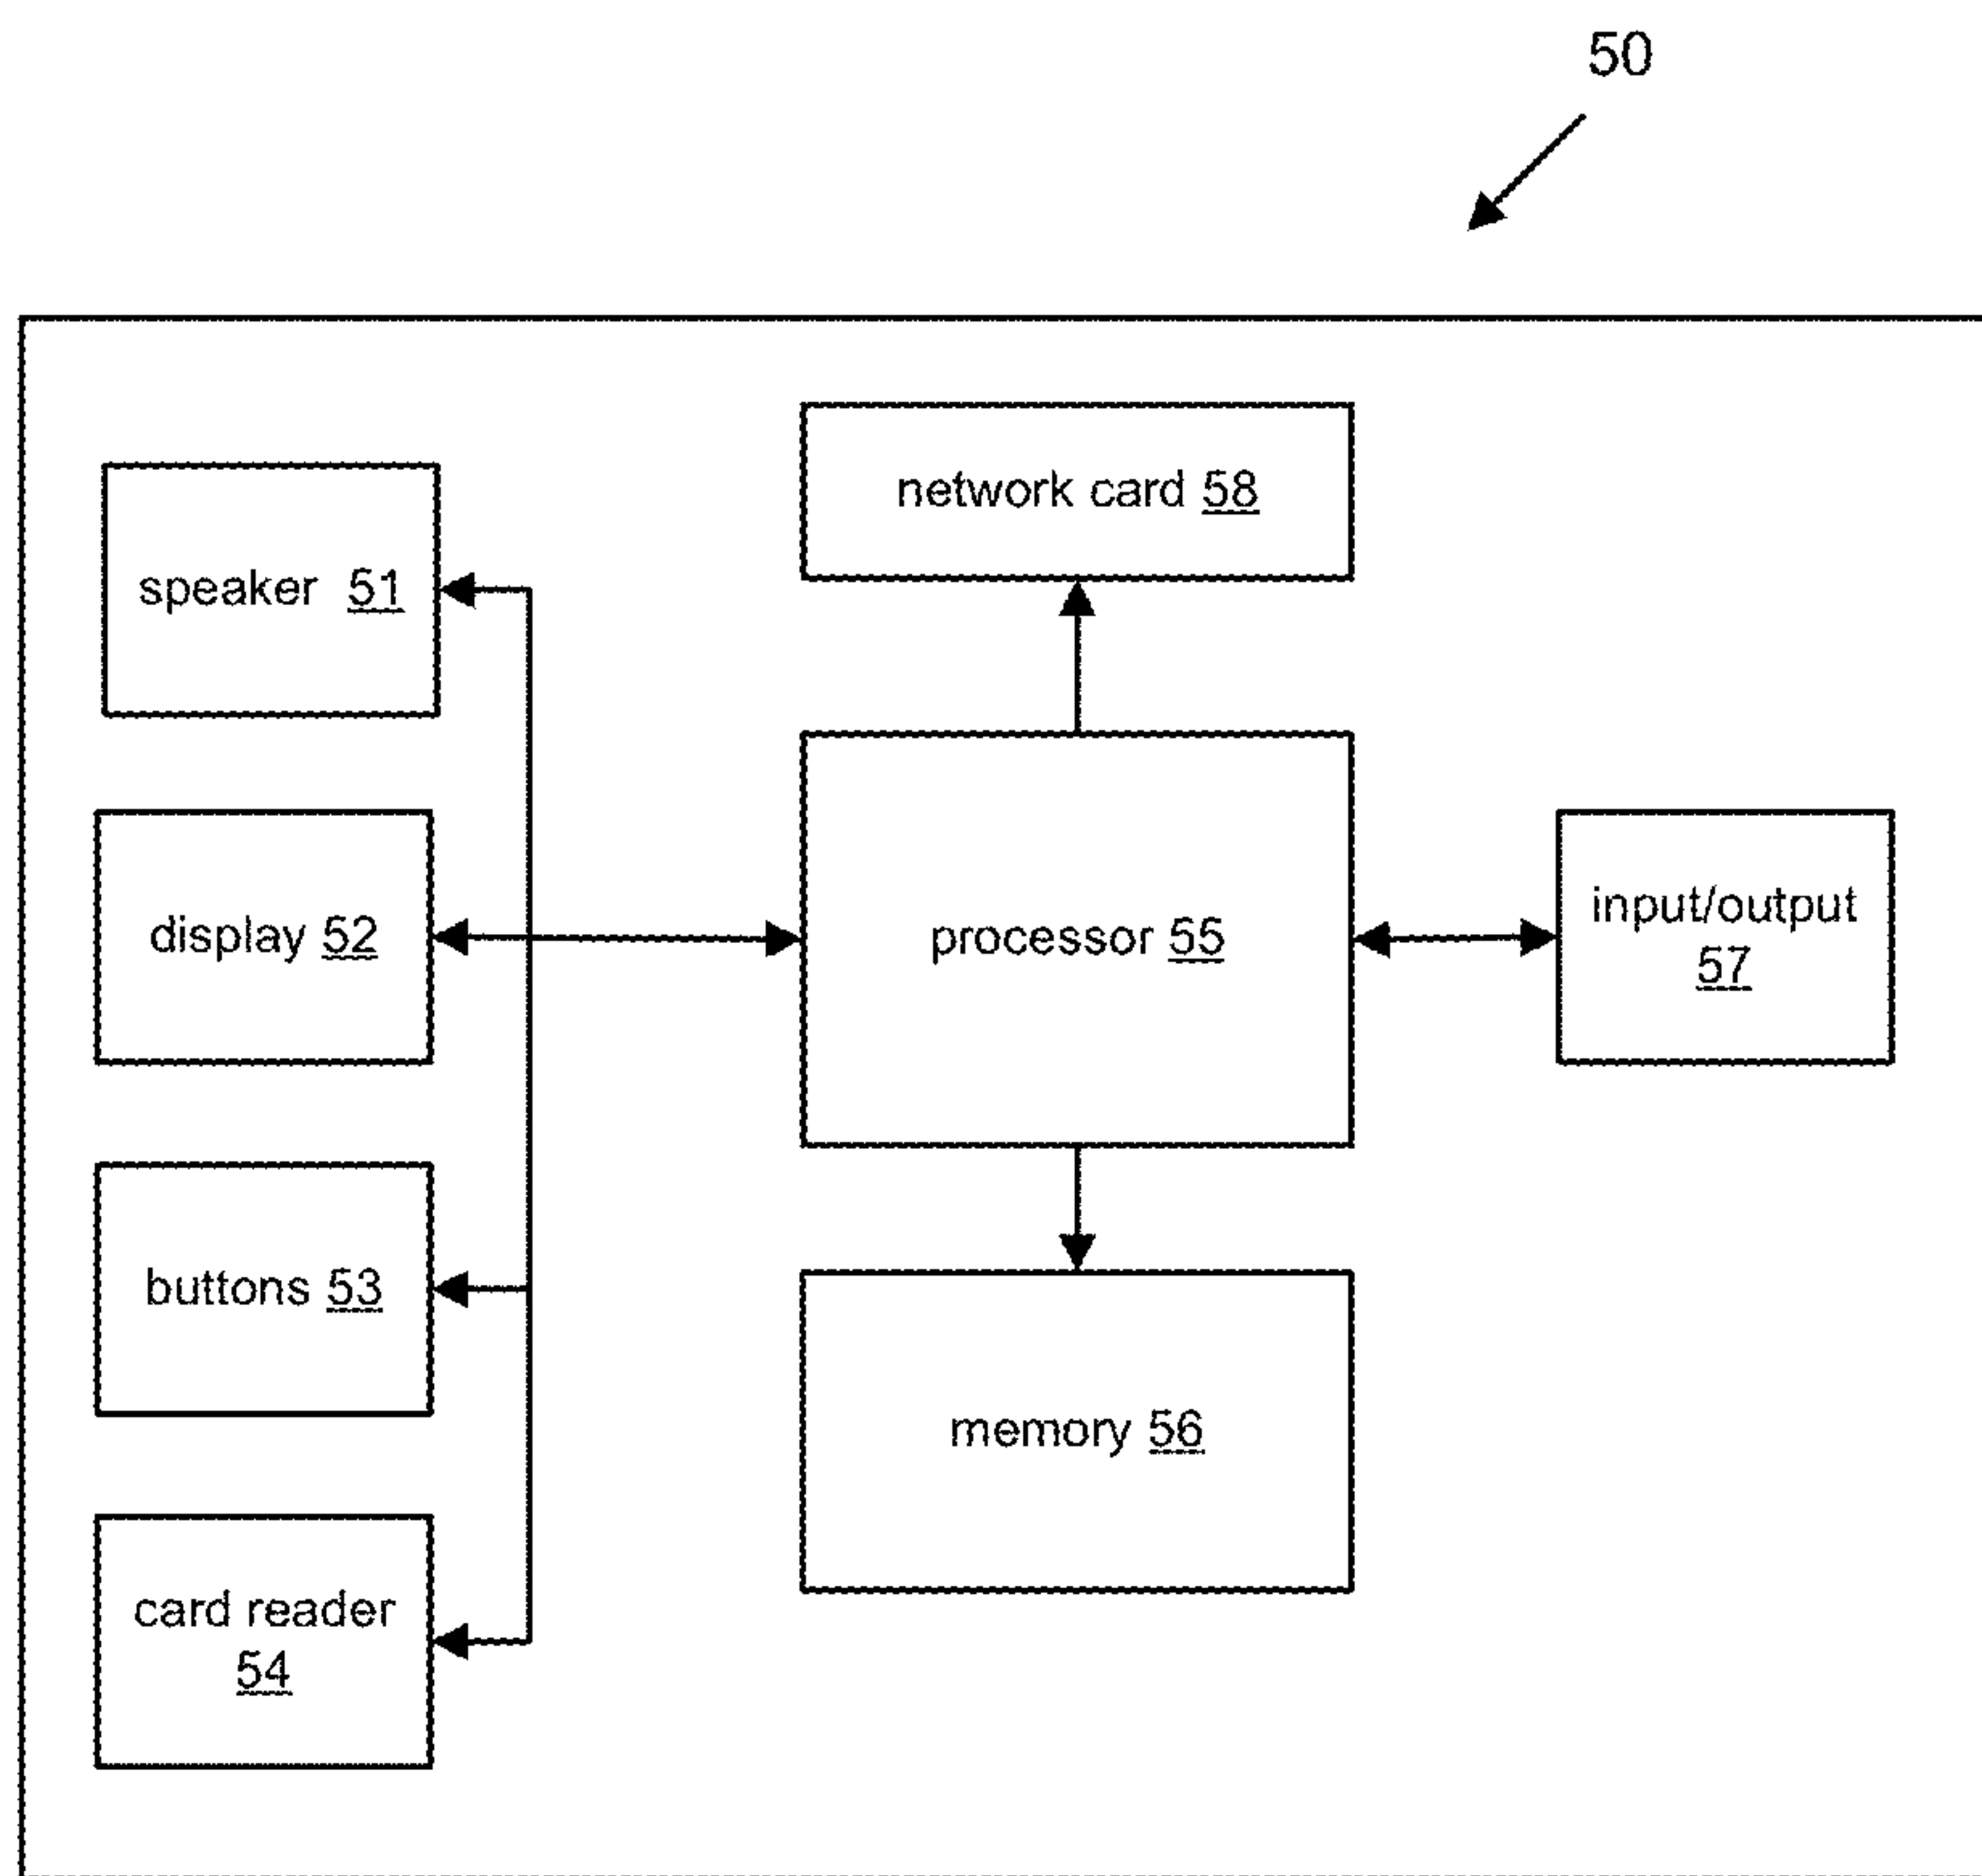 50
network card 58
speaker 51
display 52
processor 55
input/output
57
buttons 53
memory 56
card reader
54